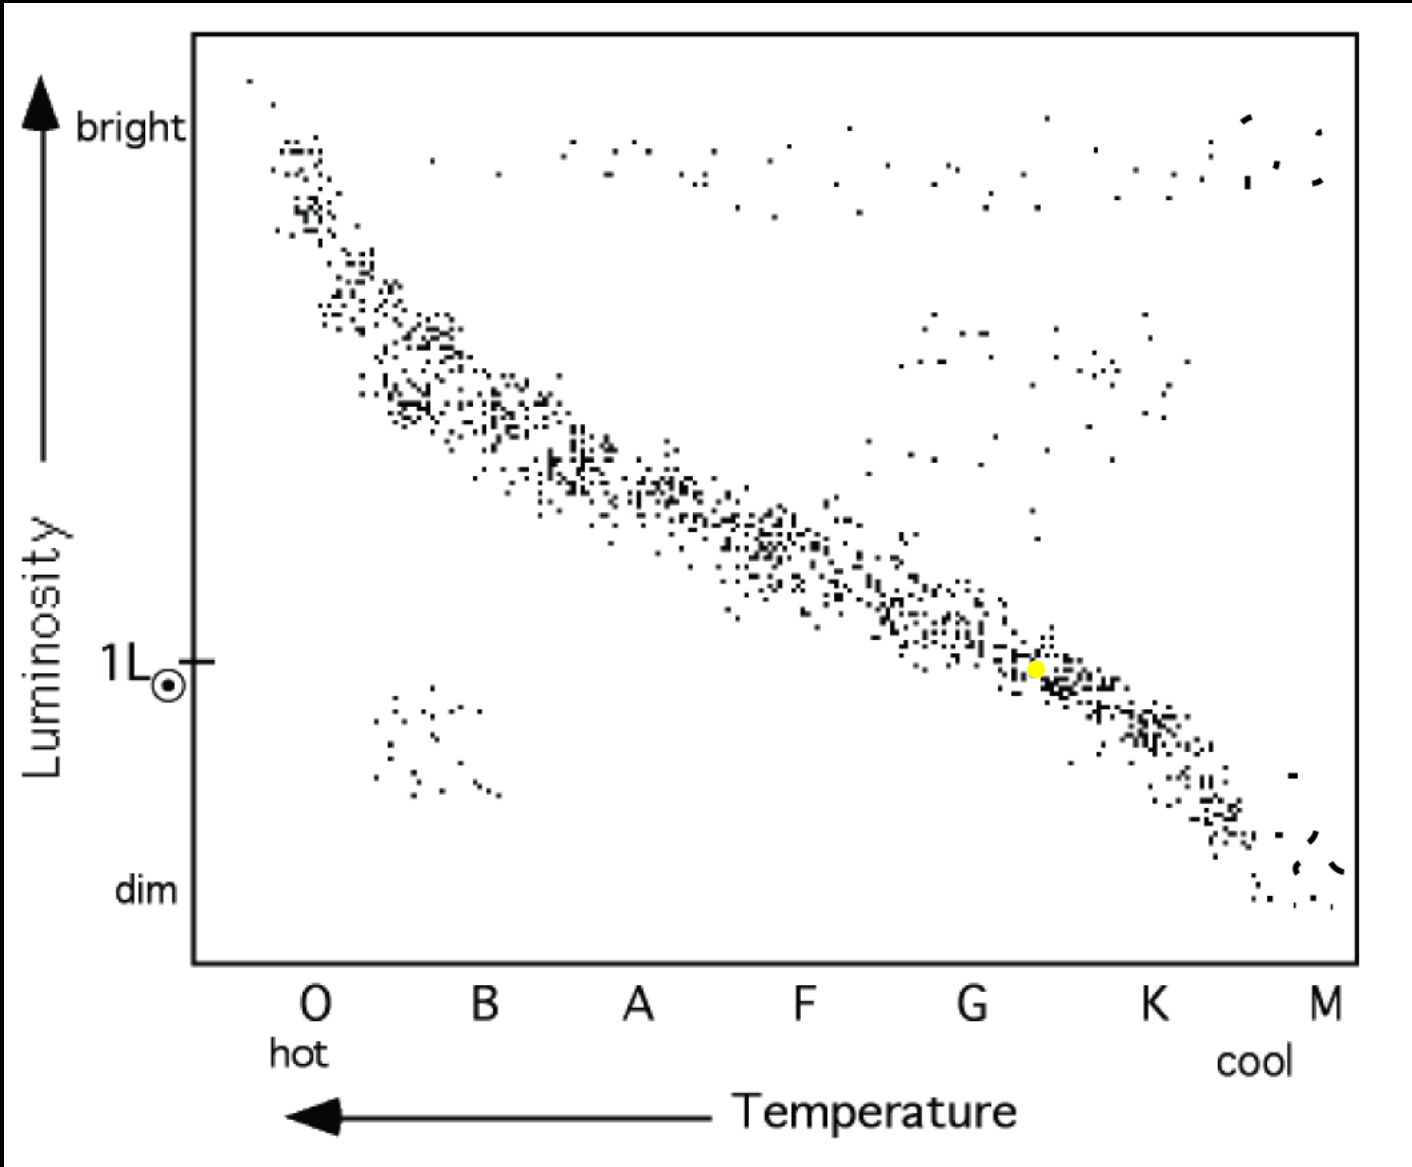 bright
Luminosity
1L☉
dim
O B A F G K M
hot cool
Temperature